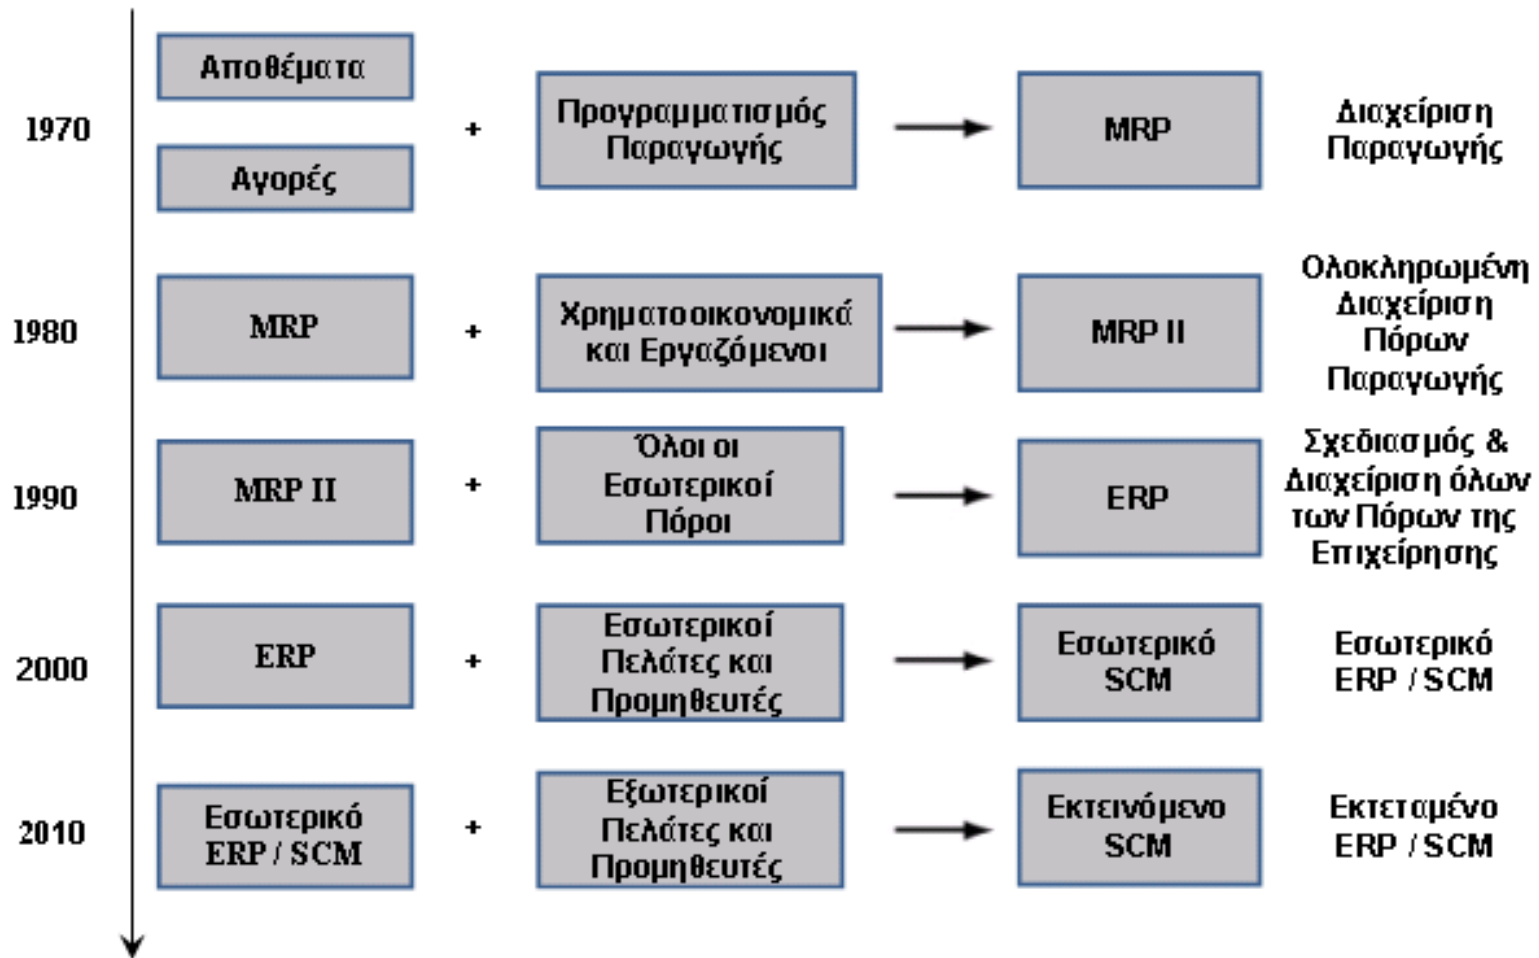 1970
Αποθέματα
Αγορές
+
Προγραμματισμός
Παραγωγής
MRP
Διαχείριση
Παραγωγής
1980
MRP
+
Χρηματοοικονομικά
και Εργαζόμενοι
MRP II
Ολοκληρωμένη
Διαχείριση
Πόρων
Παραγωγής
1990
MRP II
+
Όλοι οι
Εσωτερικοί
Πόροι
ERP
Σχεδιασμός &
Διαχείριση όλων
των Πόρων της
Επιχείρησης
2000
ERP
+
Εσωτερικοί
Πελάτες και
Προμηθευτές
Εσωτερικό
SCM
Εσωτερικό
ERP / SCM
2010
Εσωτερικό
ERP / SCM
+
Εξωτερικοί
Πελάτες και
Προμηθευτές
Εκτεινόμενο
SCM
Εκτεταμένο
ERP / SCM